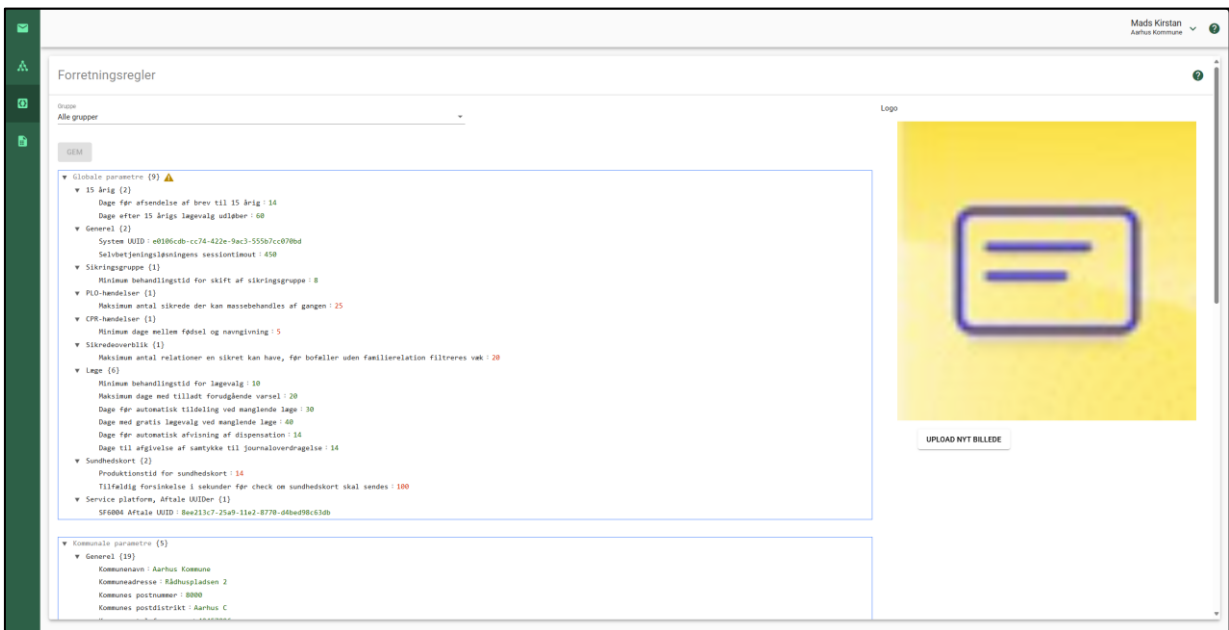 Mads Kirstan
Aarhus Kommune
Forretningsregler
Gruppe
Alle grupper
Logo
GEM
Globale parametre {9}
15 årig {2}
Dage før afsendelse af brev til 15 årig : 14
Dage efter 15 årigs lægevalg udløber : 60
Generel {2}
System UUID : e0106cdb-cc74-422e-9ac3-555b7cc070bd
Selvbetjeningsløsningens sessiontimout : 450
Sikringsgruppe {1}
Minimum behandlingstid for skift af sikringsgruppe : 8
PLO-hændelser {1}
Maksimum antal sikrede der kan massebehandles af gangen : 25
CPR-hændelser {1}
Minimum dage mellem fødsel og navngivning : 5
Sikredeoverblik {1}
Maksimum antal relationer en sikret kan have, før bofæller uden familierelation filtreres væk : 20
Læge {6}
Minimum behandlingstid for lægevalg : 10
Maksimum dage med tilladt forudgående varsel : 20
Dage før automatisk tildeling ved manglende læge : 30
Dage med gratis lægevalg ved manglende læge : 40
Dage før automatisk afvisning af dispensation : 14
Dage til afgivelse af samtykke til journaloverdragelse : 14
Sundhedskort {2}
Produktionstid for sundhedskort : 14
Tilfældig forsinkelse i sekunder før check om sundhedskort skal sendes : 100
Service platform, Aftale UUIDer {1}
SF6004 Aftale UUID : 8ee213c7-25a9-11e2-8770-d4bed98c63db
UPLOAD NYT BILLEDE
Kommunale parametre {5}
Generel {19}
Kommunenavn : Aarhus Kommune
Kommuneadresse : Rådhuspladsen 2
Kommunes postnummer : 8000
Kommunes postdistrikt : Aarhus C